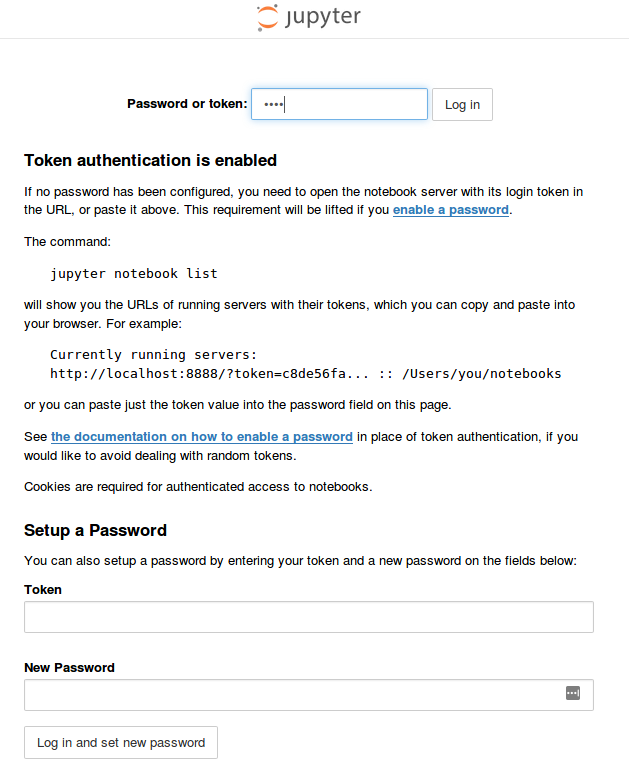 jupyter
Password or token: •••• Log in
Token authentication is enabled
If no password has been configured, you need to open the notebook server with its login token in
the URL, or paste it above. This requirement will be lifted if you enable a password.
The command:
jupyter notebook list
will show you the URLs of running servers with their tokens, which you can copy and paste into
your browser. For example:
Currently running servers:
http://localhost:8888/?token=c8de56fa... :: /Users/you/notebooks
or you can paste just the token value into the password field on this page.
See the documentation on how to enable a password in place of token authentication, if you
would like to avoid dealing with random tokens.
Cookies are required for authenticated access to notebooks.
Setup a Password
You can also setup a password by entering your token and a new password on the fields below:
Token
New Password
Log in and set new password